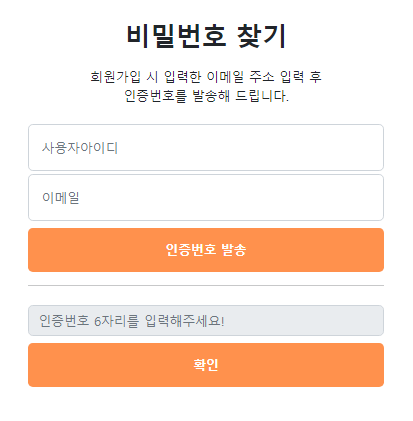 비밀번호 찾기
회원가입 시 입력한 이메일 주소 입력 후
인증번호를 발송해 드립니다.
사용자아이디
이메일
인증번호 발송
인증번호 6자리를 입력해주세요!
확인